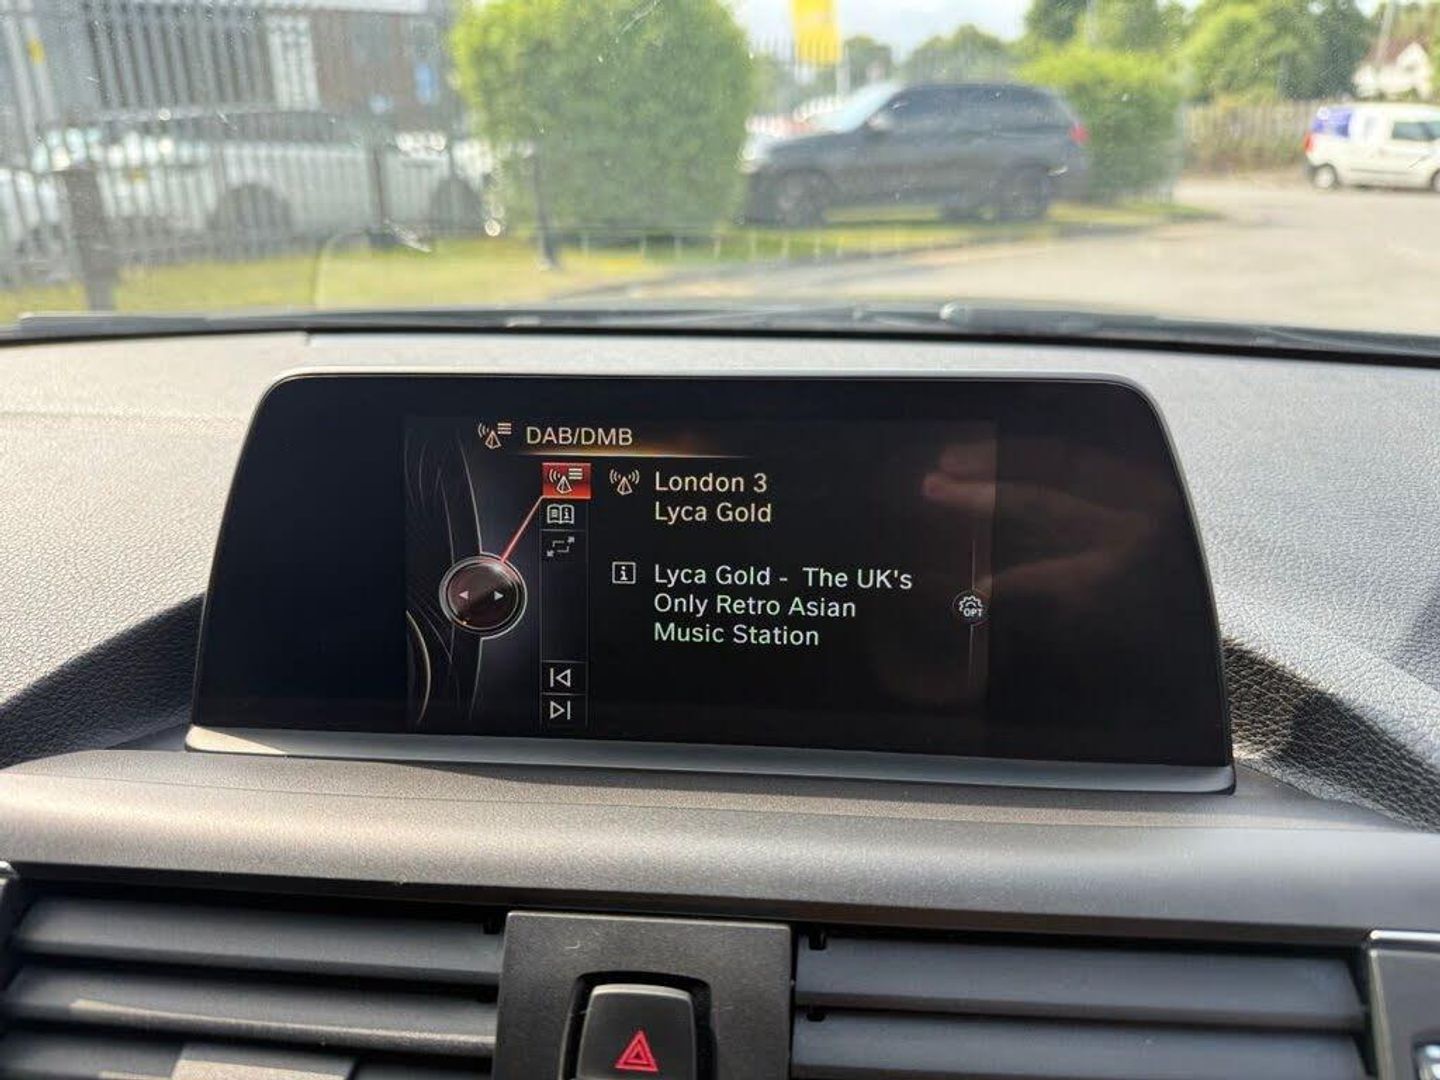 DAB/DMB
London 3
Lyca Gold
Lyca Gold - The UK's
Only Retro Asian
Music Station
OPT